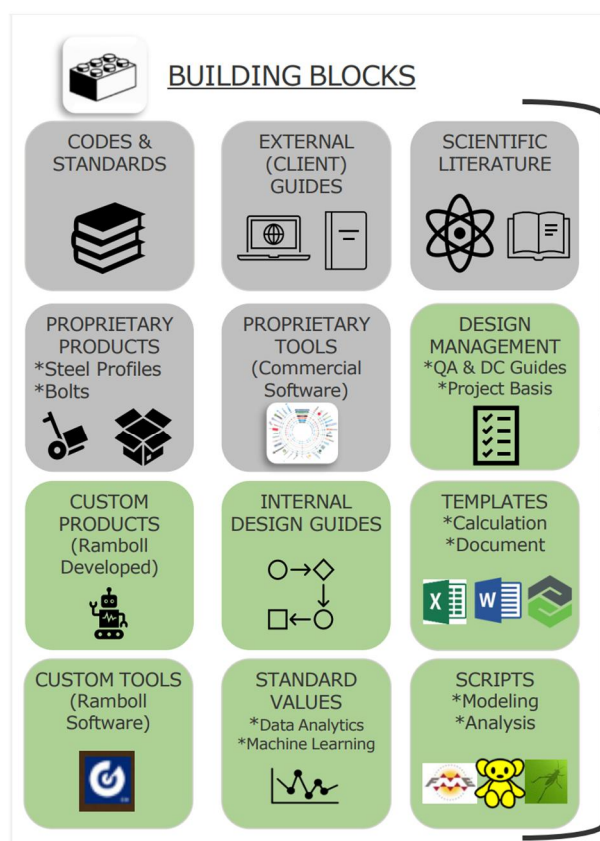 BUILDING BLOCKS
CODES &
STANDARDS
EXTERNAL
(CLIENT)
GUIDES
SCIENTIFIC
LITERATURE
PROPRIETARY
PRODUCTS
*Steel Profiles
*Bolts
PROPRIETARY
TOOLS
(Commercial
Software)
DESIGN
MANAGEMENT
*QA & DC Guides
*Project Basis
CUSTOM
PRODUCTS
(Ramboll
Developed)
INTERNAL
DESIGN GUIDES
TEMPLATES
*Calculation
*Document
X
W
CUSTOM TOOLS
(Ramboll
Software)
STANDARD
VALUES
*Data Analytics
*Machine Learning
SCRIPTS
*Modeling
*Analysis
FME